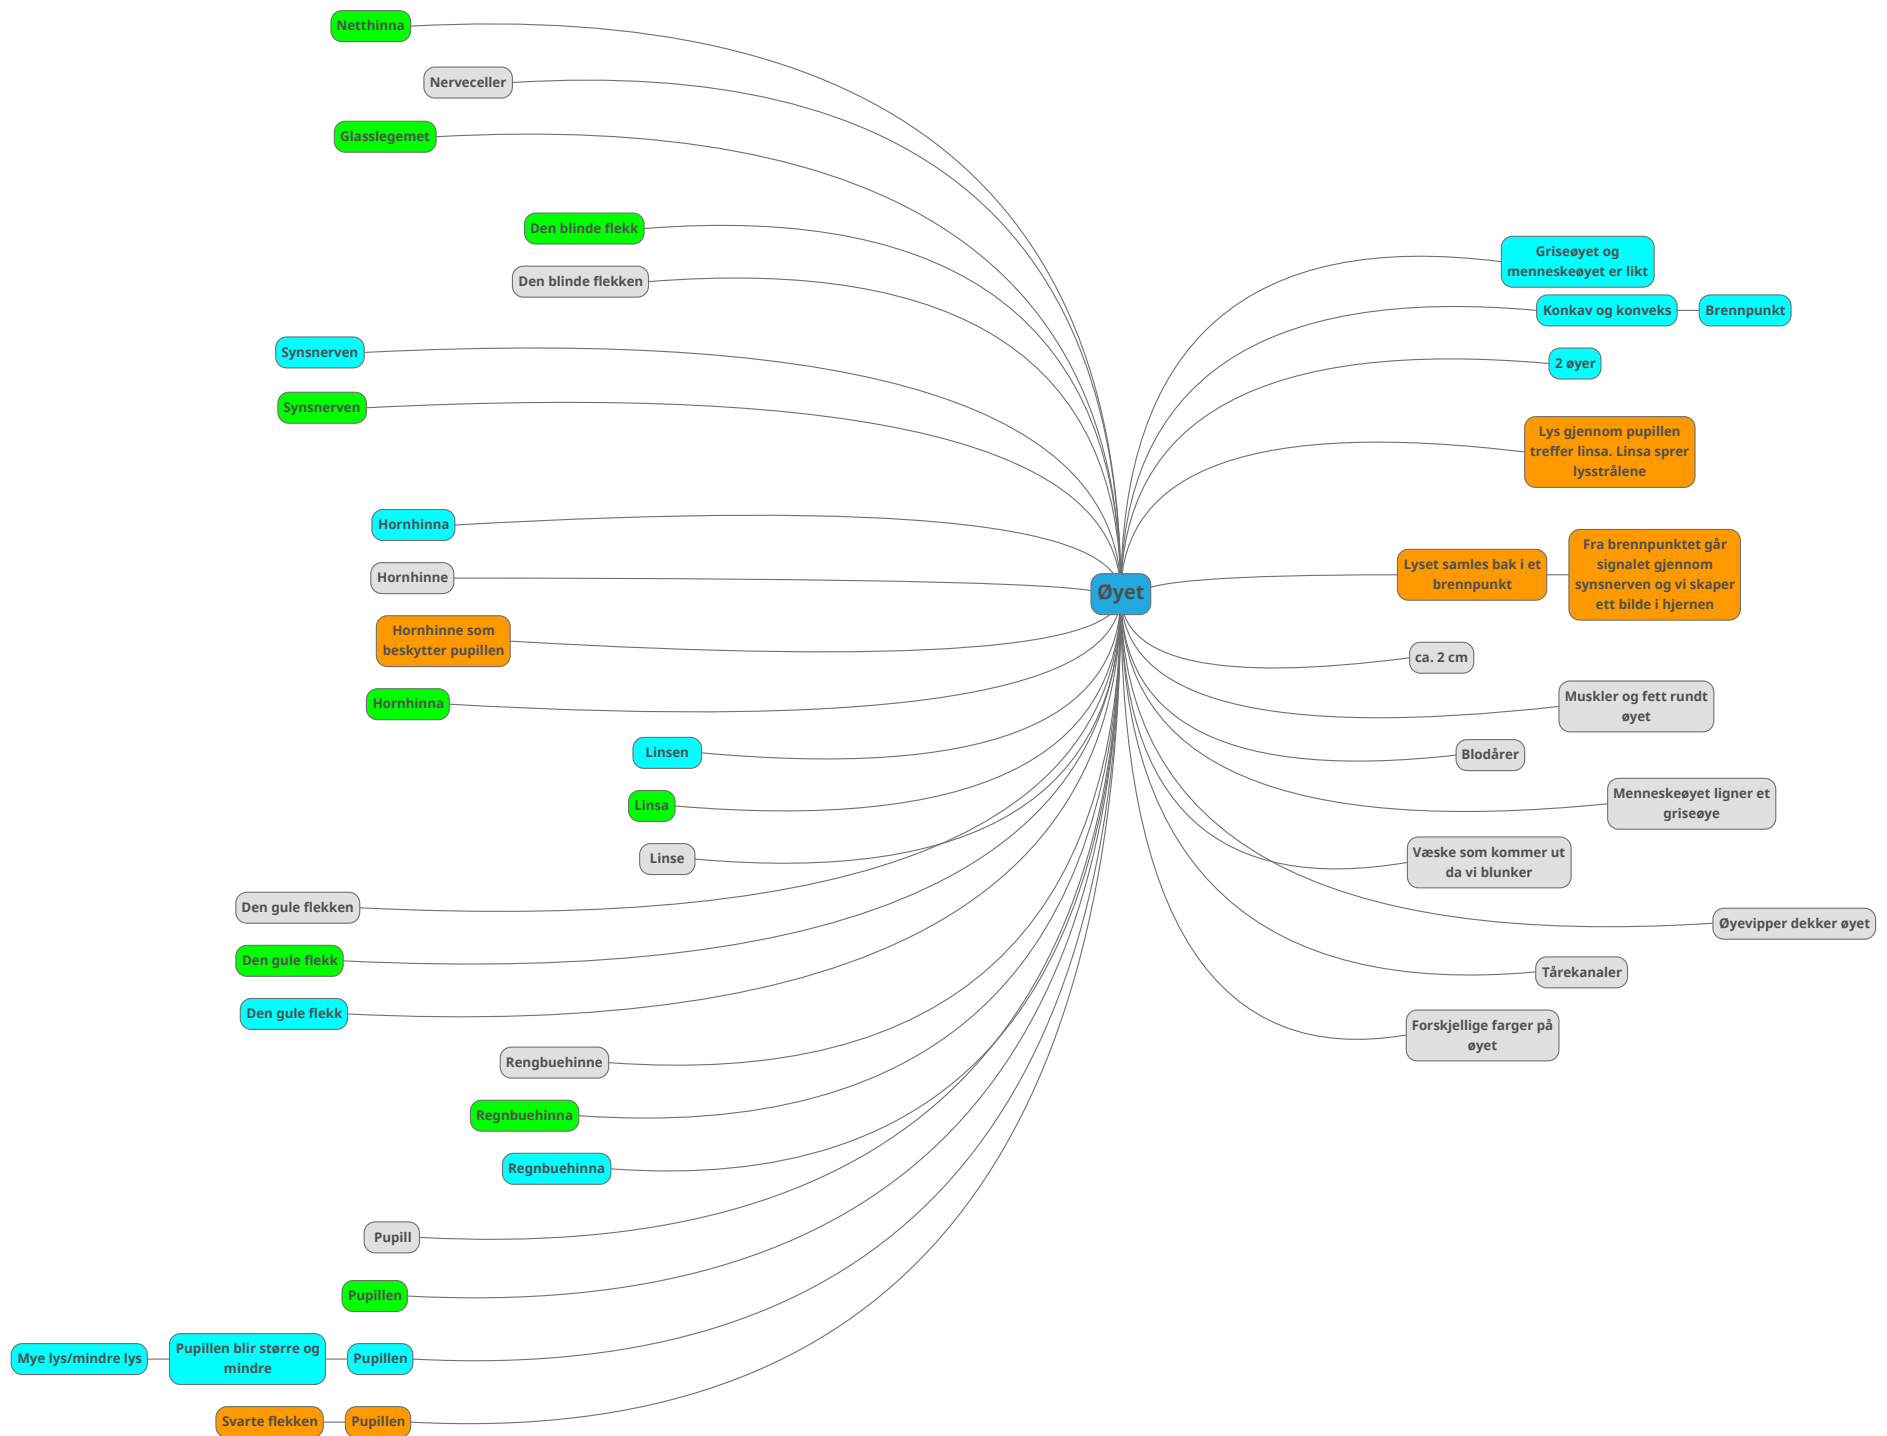 Netthinna
Nerveceller
Glasslegemet
Den blinde flekk
Den blinde flekken
Synsnerven
Synsnerven
Hornhinna
Hornhinne
Hornhinne som
beskytter pupillen
Hornhinna
Linsen
Linsa
Linse
Den gule flekken
Den gule flekk
Den gule flekk
Rengbuehinne
Regnbuehinna
Regnbuehinna
Pupill
Pupillen
Mye lys/mindre lys
Pupillen blir større og
mindre
Pupillen
Svarte flekken
Pupillen
Øyet
Griseøyet og
menneskeøyet er likt
Konkav og konveks
Brennpunkt
2 øyer
Lys gjennom pupillen
treffer linsa. Linsa sprer
lysstrålene
Lyset samles bak i et
brennpunkt
Fra brennpunktet går
signalet gjennom
synsnerven og vi skaper
ett bilde i hjernen
ca. 2 cm
Muskler og fett rundt
øyet
Blodårer
Menneskeøyet ligner et
griseøye
Væske som kommer ut
da vi blunker
Øyevipper dekker øyet
Tårekanaler
Forskjellige farger på
øyet